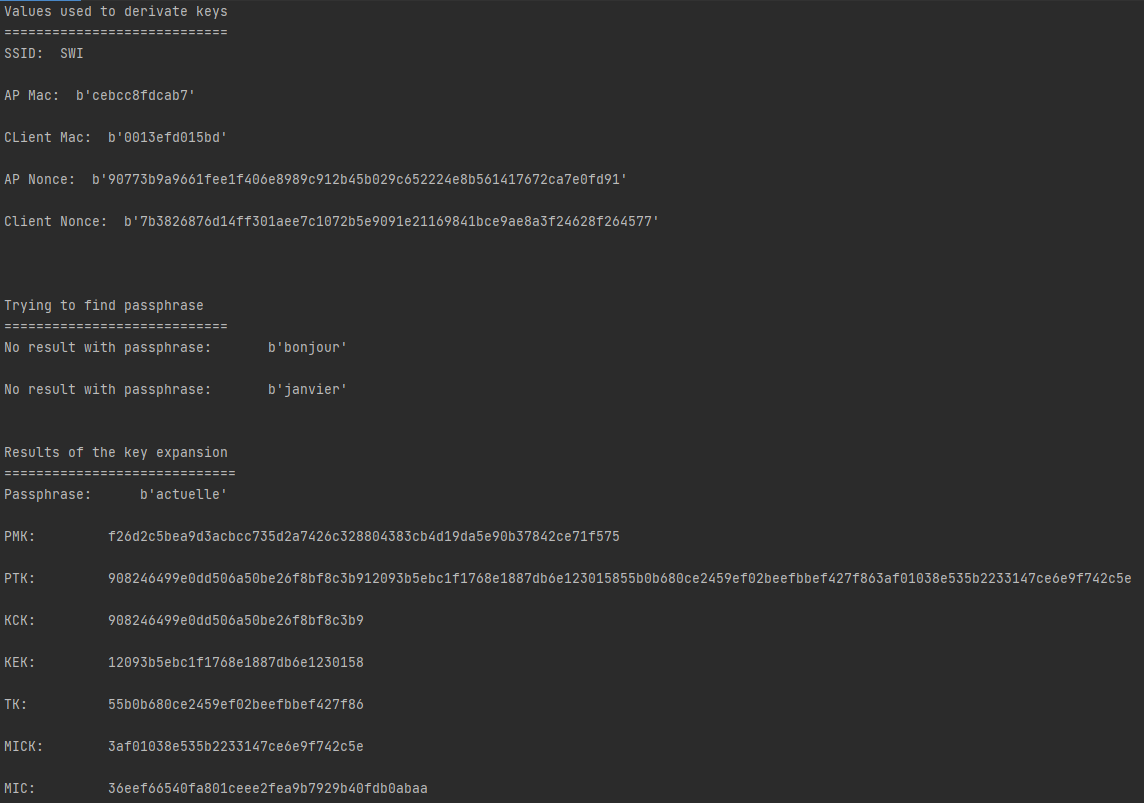 Values used to derivate keys
============================
SSID:  SWI
AP Mac:  b'cebcc8fdcab7'
CLient Mac:  b'0013efd015bd'
AP Nonce:  b'90773b9a9661fee1f406e8989c912b45b029c652224e8b561417672ca7e0fd91'
Client Nonce:  b'7b3826876d14ff301aee7c1072b5e9091e21169841bce9ae8a3f24628f264577'
Trying to find passphrase
============================
No result with passphrase:       b'bonjour'
No result with passphrase:       b'janvier'
Results of the key expansion
=============================
Passphrase:      b'actuelle'
PMK:         f26d2c5bea9d3acbcc735d2a7426c328804383cb4d19da5e90b37842ce71f575
PTK:         908246499e0dd506a50be26f8bf8c3b912093b5ebc1f1768e1887db6e123015855b0b680ce2459ef02beefbbef427f863af01038e535b2233147ce6e9f742c5e
KCK:         908246499e0dd506a50be26f8bf8c3b9
KEK:         12093b5ebc1f1768e1887db6e1230158
TK:          55b0b680ce2459ef02beefbbef427f86
MICK:        3af01038e535b2233147ce6e9f742c5e
MIC:         36eef66540fa801ceee2fea9b7929b40fdb0abaa